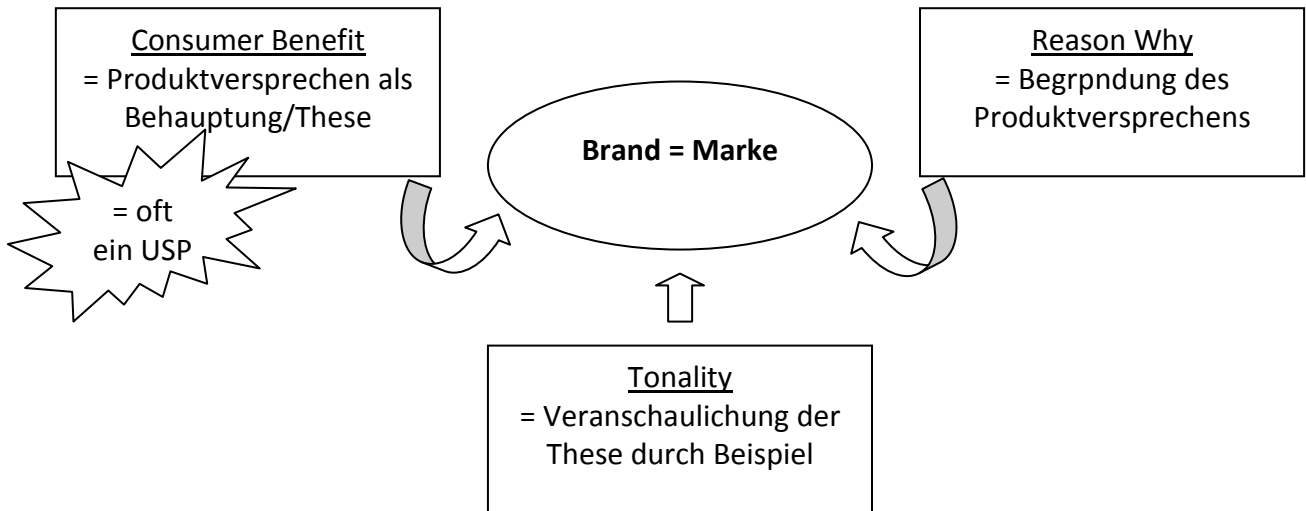 Consumer Benefit
= Produktversprechen als
Behauptung/These
= oft
ein USP
Brand = Marke
Reason Why
= Begrpndung des
Produktversprechens
Tonality
= Veranschaulichung der
These durch Beispiel